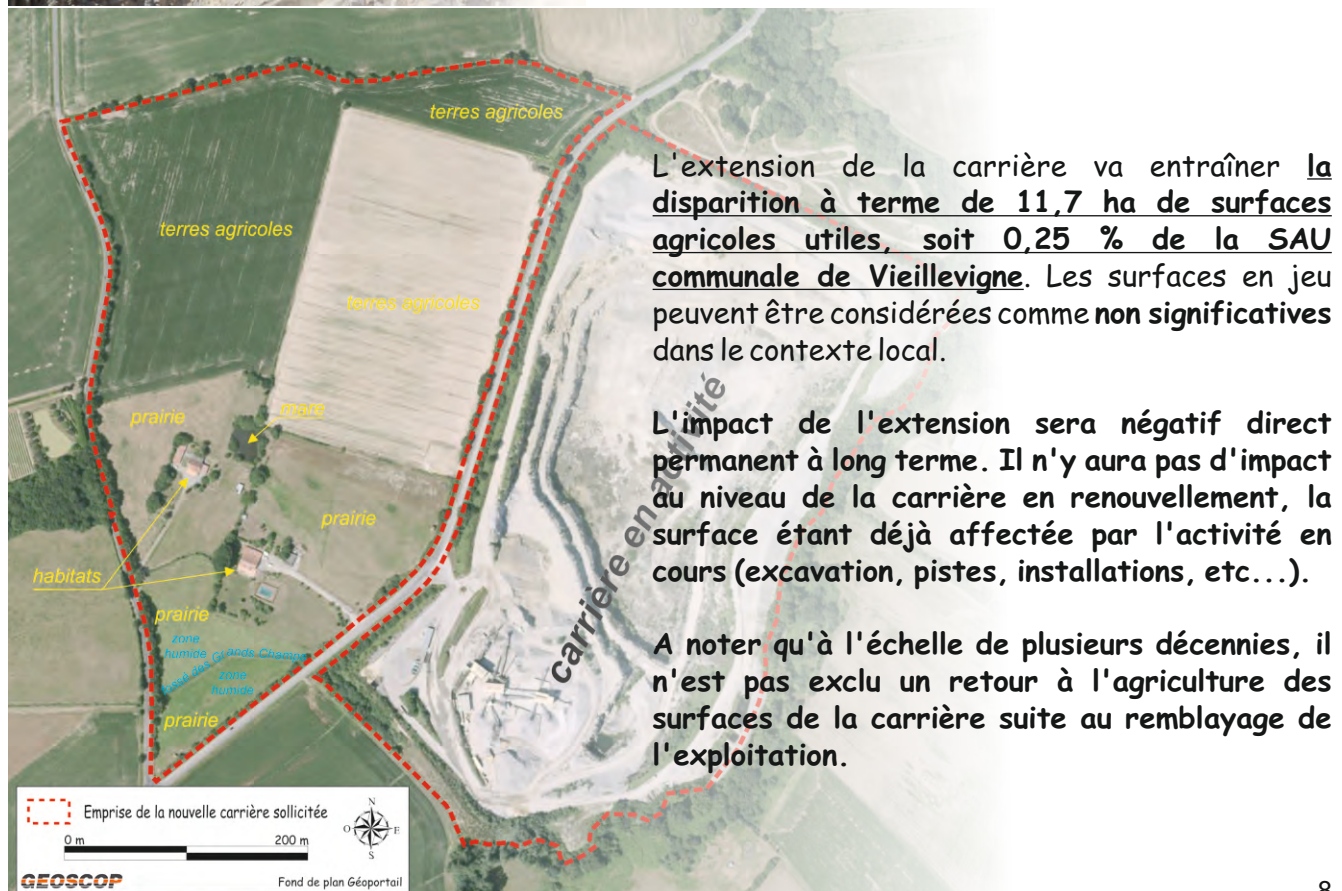 terres agricoles
terres agricoles
terres agricoles
prairie
mare
prairie
habitats
prairie
zone
humide
fossé des Grands Champs
zone
humide
prairie
carrière en activité
Emprise de la nouvelle carrière sollicitée
0 m 200 m
N
O E
S
GEOSCOP
Fond de plan Géoportail
L'extension de la carrière va entraîner la
disparition à terme de 11,7 ha de surfaces
agricoles utiles, soit 0,25 % de la SAU
communale de Vieillevigne. Les surfaces en jeu
peuvent être considérées comme non significatives
dans le contexte local.
L'impact de l'extension sera négatif direct
permanent à long terme. Il n'y aura pas d'impact
au niveau de la carrière en renouvellement, la
surface étant déjà affectée par l'activité en
cours (excavation, pistes, installations, etc...).
A noter qu'à l'échelle de plusieurs décennies, il
n'est pas exclu un retour à l'agriculture des
surfaces de la carrière suite au remblayage de
l'exploitation.
8